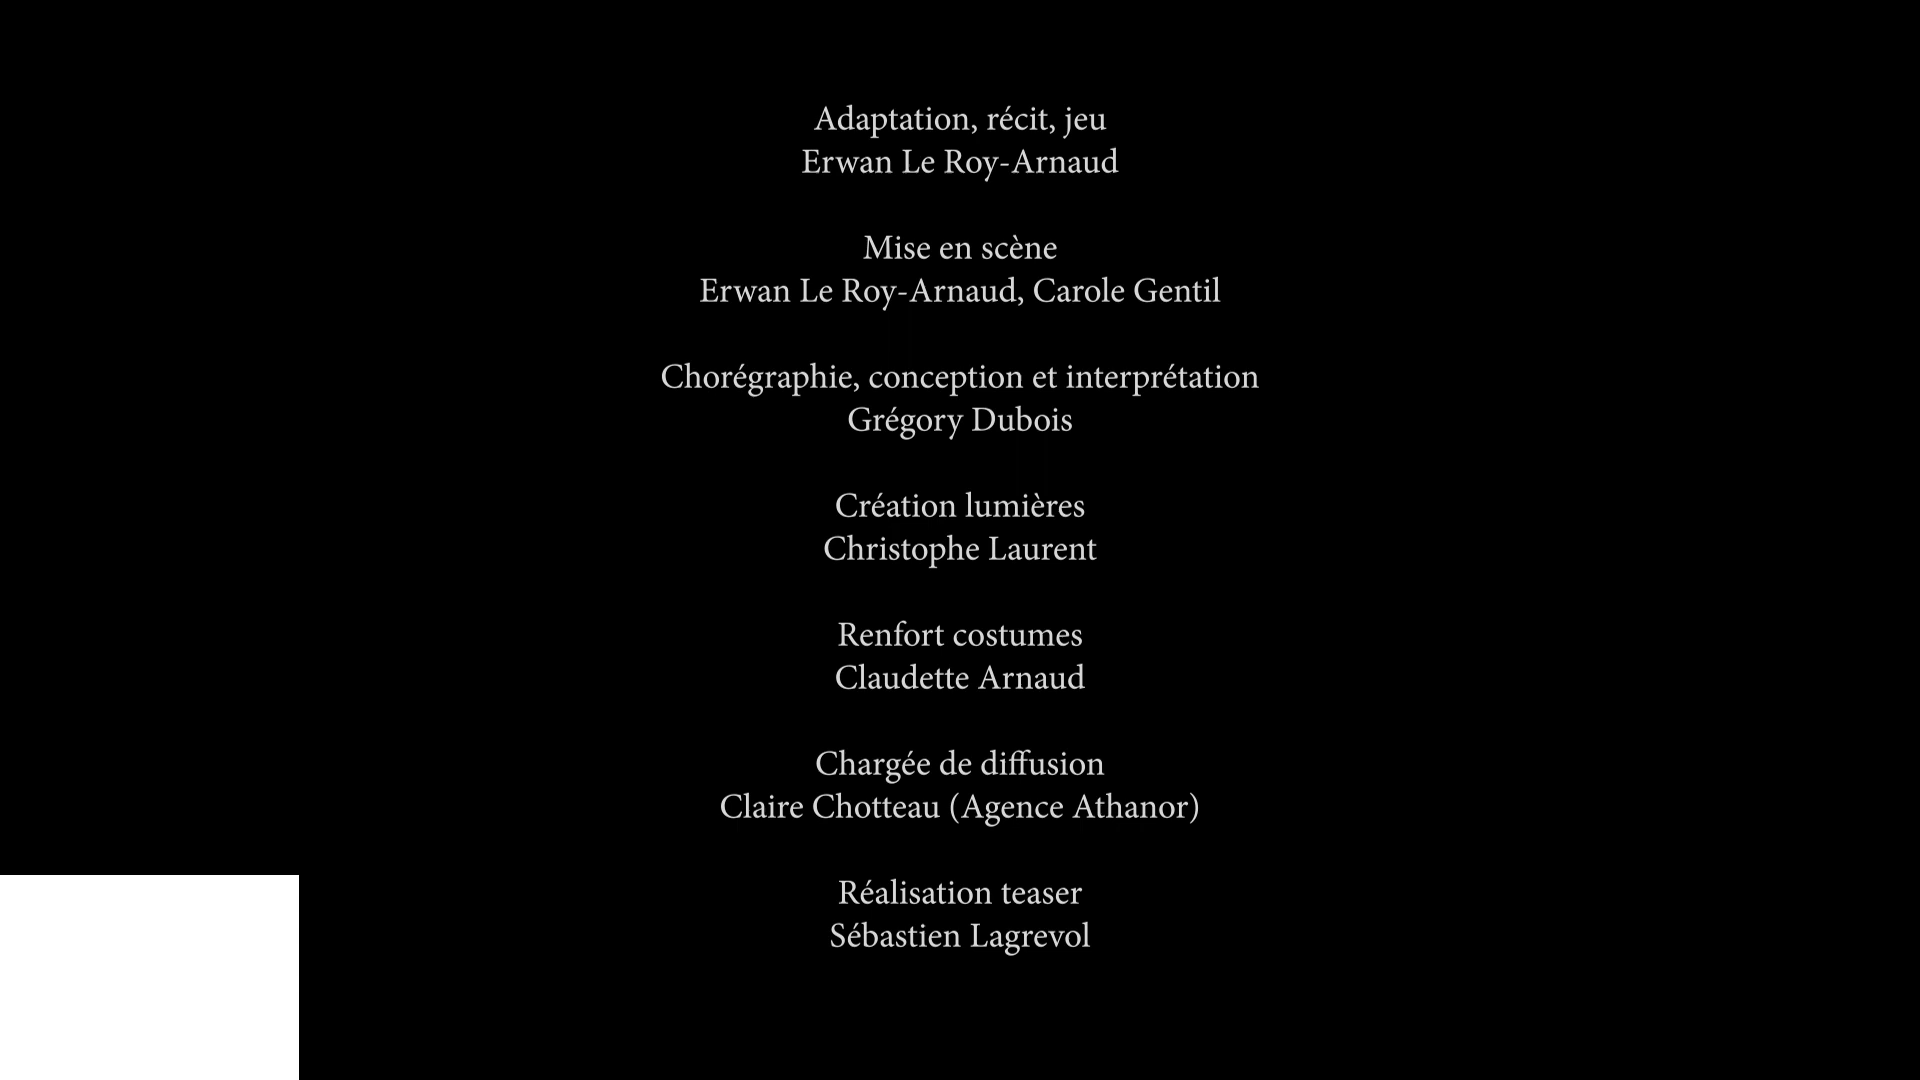 Adaptation, récit, jeu
Erwan Le Roy-Arnaud
Mise en scène
Erwan Le Roy-Arnaud, Carole Gentil
Chorégraphie, conception et interprétation
Grégory Dubois
Création lumières
Christophe Laurent
Renfort costumes
Claudette Arnaud
Chargée de diffusion
Claire Chotteau (Agence Athanor)
Réalisation teaser
Sébastien Lagrevol